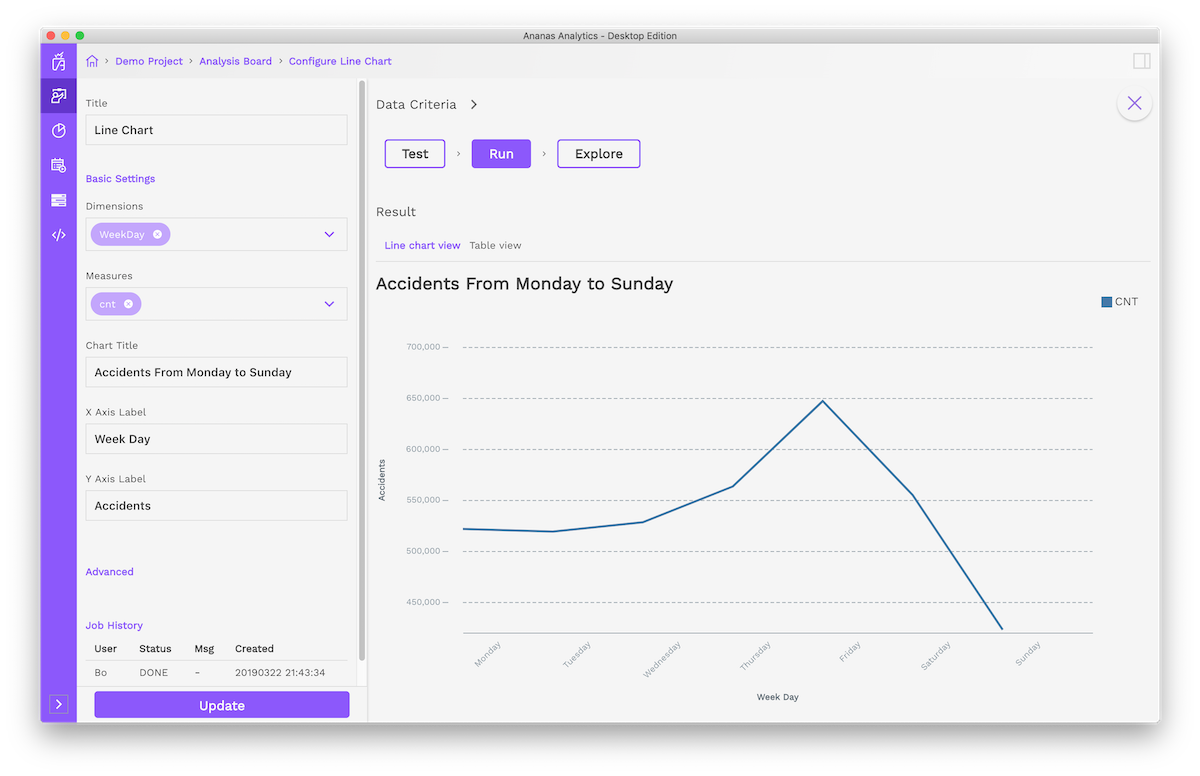 Ananas Analytics - Desktop Edition
Demo Project › Analysis Board › Configure Line Chart
Title
Line Chart
Basic Settings
Dimensions
WeekDay
Measures
cnt
Chart Title
Accidents From Monday to Sunday
X Axis Label
Week Day
Y Axis Label
Accidents
Advanced
Job History
User Status Msg Created
Bo DONE – 20190322 21:43:34
Update
Data Criteria
Test › Run › Explore
Result
Line chart view Table view
Accidents From Monday to Sunday
CNT
700,000
650,000
600,000
550,000
500,000
450,000
Accidents
Monday Tuesday Wednesday Thursday Friday Saturday Sunday
Week Day